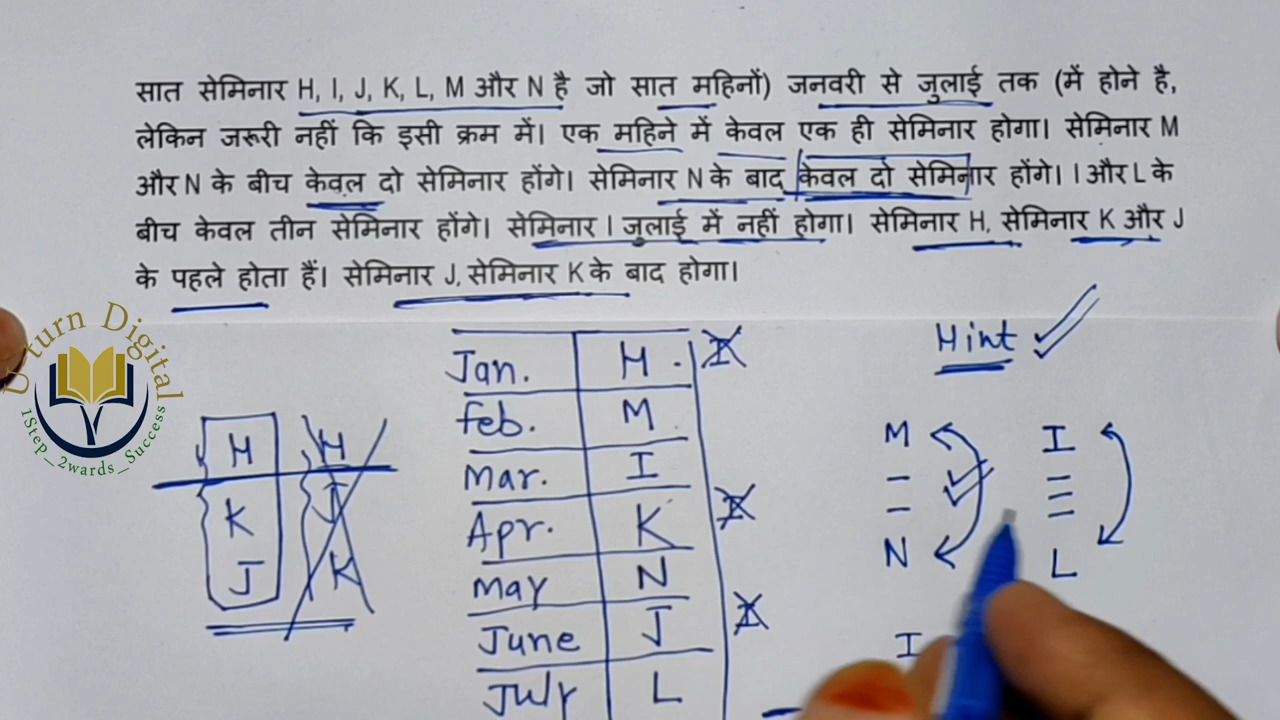 सात सेमिनार H, I, J, K, L, M और N है जो सात महिनों) जनवरी से जुलाई तक (में होने है,
लेकिन जरूरी नहीं कि इसी क्रम में। एक महिने में केवल एक ही सेमिनार होगा। सेमिनार M
और N के बीच केवल दो सेमिनार होंगे। सेमिनार N के बाद केवल दो सेमिनार होंगे। I और L के
बीच केवल तीन सेमिनार होंगे। सेमिनार I जुलाई में नहीं होगा। सेमिनार H, सेमिनार K और J
के पहले होता हैं। सेमिनार J, सेमिनार K के बाद होगा।
U turn Digital
1Step_2wards_Success
H H
K J
J K
Jan. H I
feb. M
Mar. I
Apr. K I
May N
June J I
July L
Hint
M I
N L
I